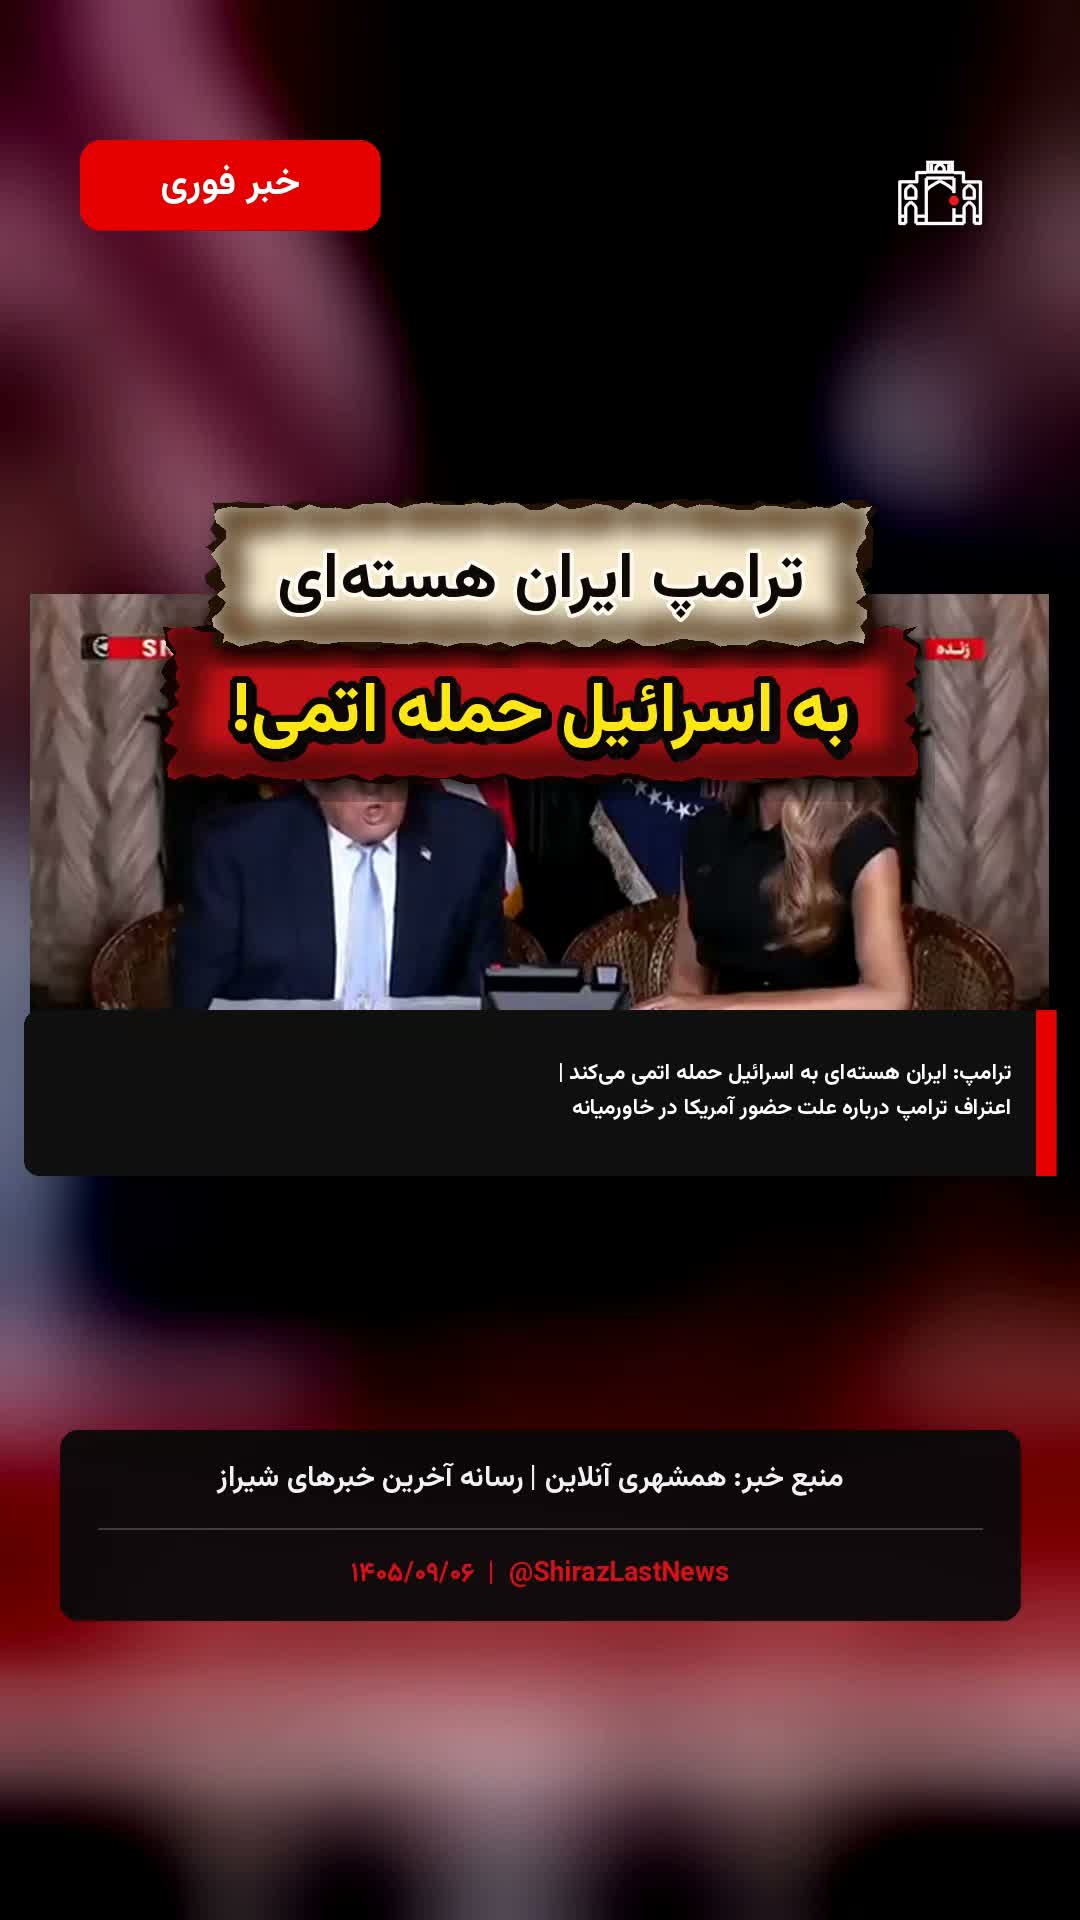 خبر فوری
ترامپ ایران هسته‌ای
زنده
به اسرائیل حمله اتمی!
ترامپ: ایران هسته‌ای به اسرائیل حمله اتمی می‌کند |
اعتراف ترامپ درباره علت حضور آمریکا در خاورمیانه
منبع خبر: همشهری آنلاین | رسانه آخرین خبرهای شیراز
@ShirazLastNews | ۱۴۰۵/۰۹/۰۶